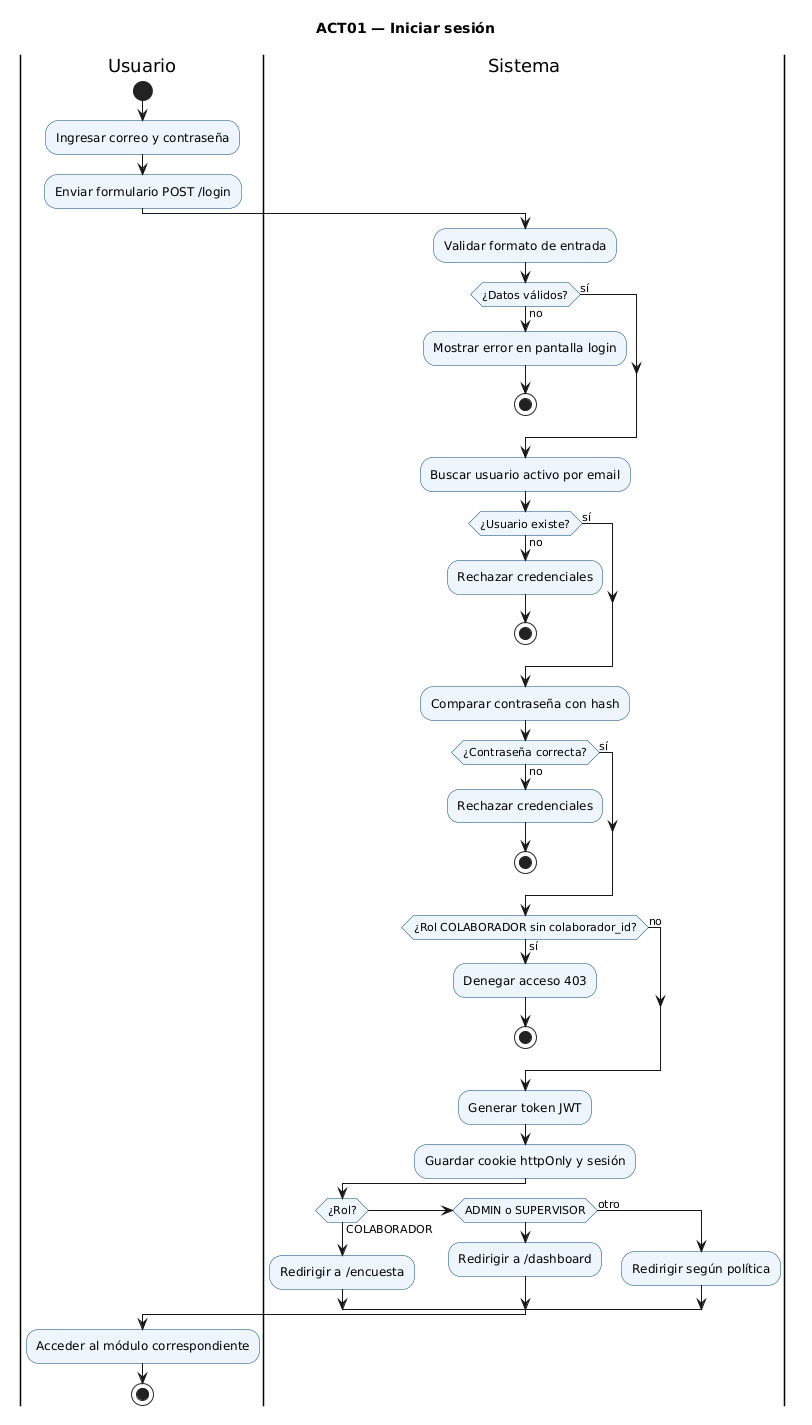 ACT01 — Iniciar sesión
Usuario
Sistema
Ingresar correo y contraseña
Enviar formulario POST /login
Validar formato de entrada
¿Datos válidos?
sí
no
Mostrar error en pantalla login
Buscar usuario activo por email
¿Usuario existe?
sí
no
Rechazar credenciales
Comparar contraseña con hash
¿Contraseña correcta?
sí
no
Rechazar credenciales
¿Rol COLABORADOR sin colaborador_id?
no
sí
Denegar acceso 403
Generar token JWT
Guardar cookie httpOnly y sesión
¿Rol?
ADMIN o SUPERVISOR
otro
COLABORADOR
Redirigir a /encuesta
Redirigir a /dashboard
Redirigir según política
Acceder al módulo correspondiente